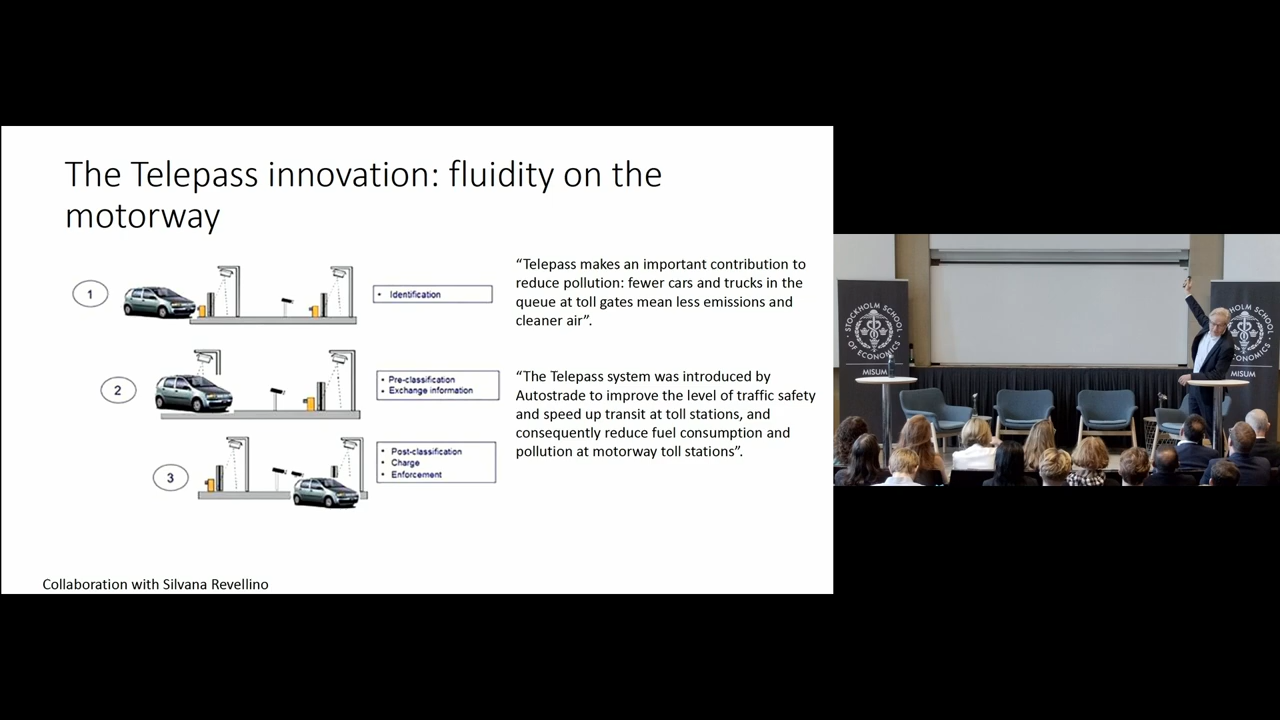 The Telepass innovation: fluidity on the
motorway
1
• Identification
2
• Pre-classification
• Exchange information
3
• Post-classification
• Charge
• Enforcement
“Telepass makes an important contribution to
reduce pollution: fewer cars and trucks in the
queue at toll gates mean less emissions and
cleaner air”.
“The Telepass system was introduced by
Autostrade to improve the level of traffic safety
and speed up transit at toll stations, and
consequently reduce fuel consumption and
pollution at motorway toll stations”.
Collaboration with Silvana Revellino
STOCKHOLM SCHOOL
OF ECONOMICS
MISUM
STOCKHOLM SCHOOL
OF ECONOMICS
MISUM